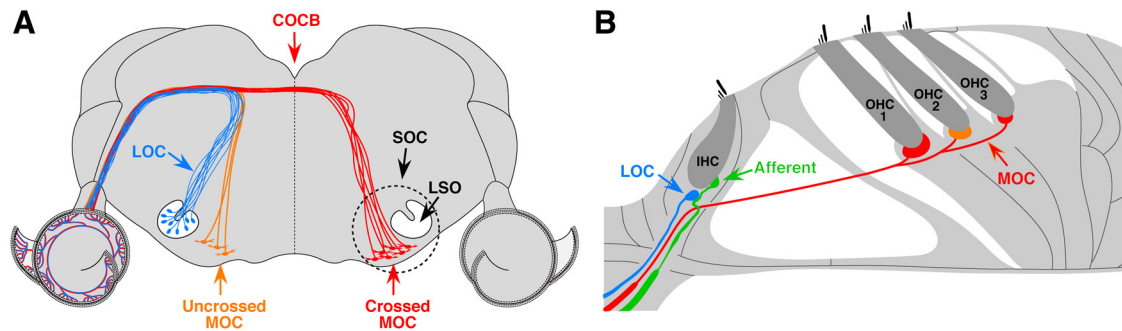 A
COCB
LOC
SOC
LSO
Uncrossed
MOC
Crossed
MOC
B
OHC
1
OHC
2
OHC
3
IHC
LOC
Afferent
MOC